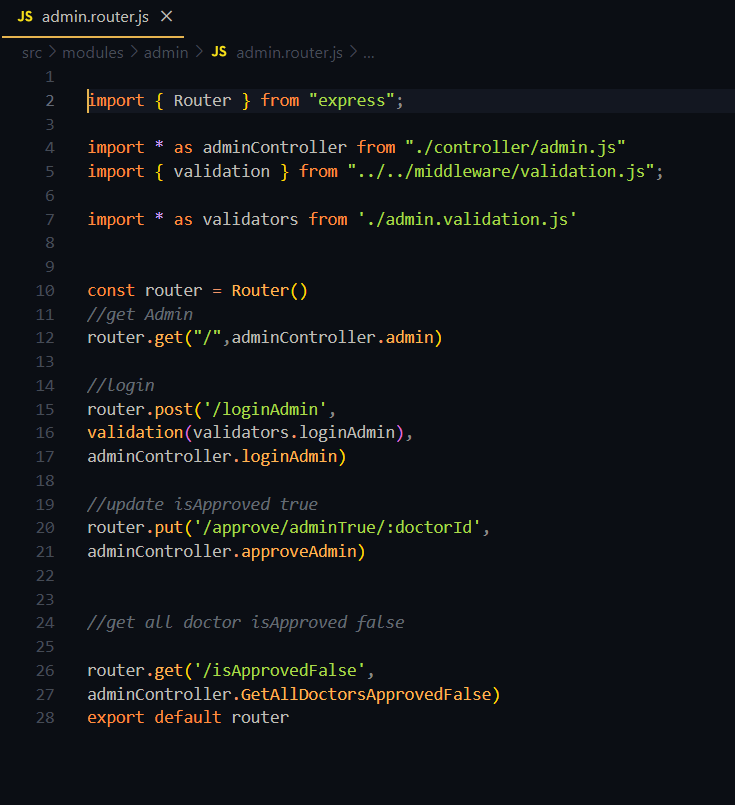 JS admin.router.js ×
src > modules > admin > JS admin.router.js > ...
1
2 import { Router } from "express";
3
4 import * as adminController from "./controller/admin.js"
5 import { validation } from "../../middleware/validation.js";
6
7 import * as validators from './admin.validation.js'
8
9
10 const router = Router()
11 //get Admin
12 router.get("/",adminController.admin)
13
14 //login
15 router.post('/loginAdmin',
16 validation(validators.loginAdmin),
17 adminController.loginAdmin)
18
19 //update isApproved true
20 router.put('/approve/adminTrue/:doctorId',
21 adminController.approveAdmin)
22
23
24 //get all doctor isApproved false
25
26 router.get('/isApprovedFalse',
27 adminController.GetAllDoctorsApprovedFalse)
28 export default router